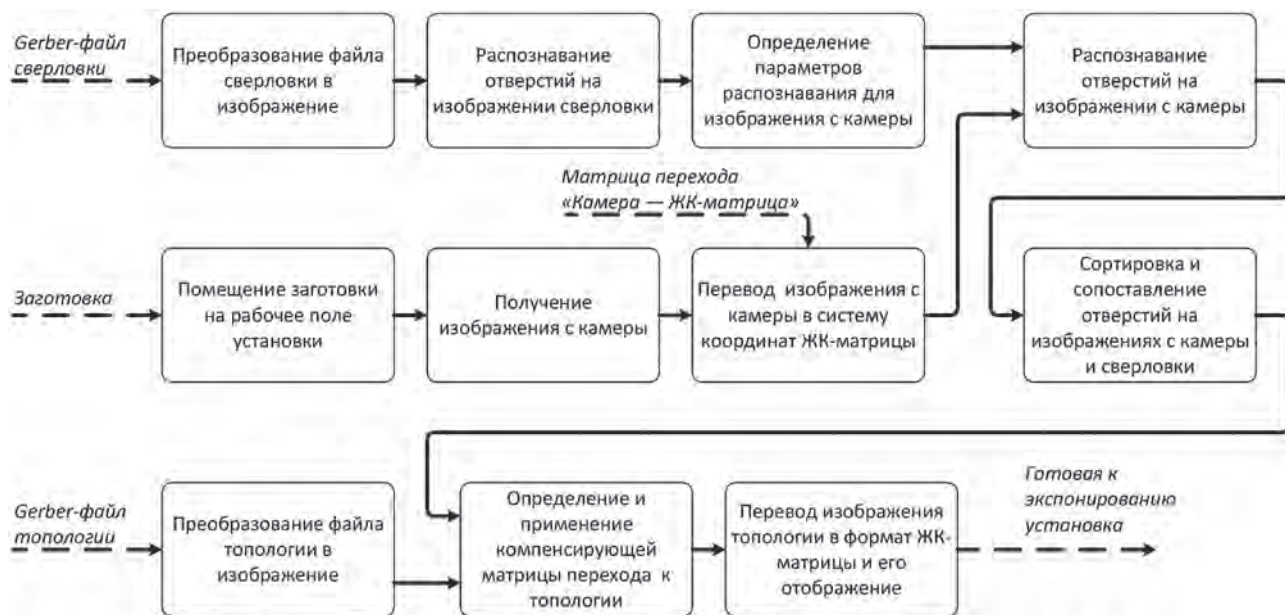 Gerber-файл
сверловки
Преобразование файла
сверловки в
изображение
Распознавание
отверстий на
изображении сверловки
Определение
параметров
распознавания для
изображения с камеры
Распознавание
отверстий на
изображении с камеры
Матрица перехода
«Камера — ЖК-матрица»
Заготовка
Помещение заготовки
на рабочее поле
установки
Получение
изображения с камеры
Перевод изображения с
камеры в систему
координат ЖК-матрицы
Сортировка и
сопоставление
отверстий на
изображениях с камеры
и сверловки
Gerber-файл
топологии
Преобразование файла
топологии в
изображение
Определение и
применение
компенсирующей
матрицы перехода к
топологии
Перевод изображения
топологии в формат ЖК-
матрицы и его
отображение
Готовая к
экспонированию
установка